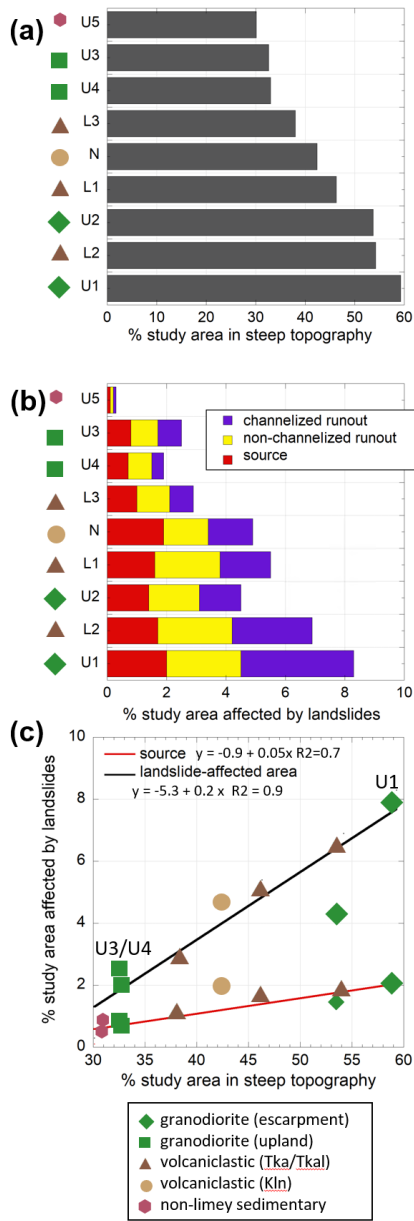 (a)
U5
U3
U4
L3
N
L1
U2
L2
U1
0 10 20 30 40 50 60
% study area in steep topography
(b)
U5
U3
U4
L3
N
L1
U2
L2
U1
channelized runout
non-channelized runout
source
0 2 4 6 8 10
% study area affected by landslides
(c)
10
8
6
4
2
0
% study area affected by landslides
source y = -0.9 + 0.05x R2=0.7
landslide-affected area
y = -5.3 + 0.2 x R2 = 0.9
U1
U3/U4
30 35 40 45 50 55 60
% study area in steep topography
granodiorite (escarpment)
granodiorite (upland)
volcaniclastic (Tka/Tkal)
volcaniclastic (Kln)
non-limey sedimentary